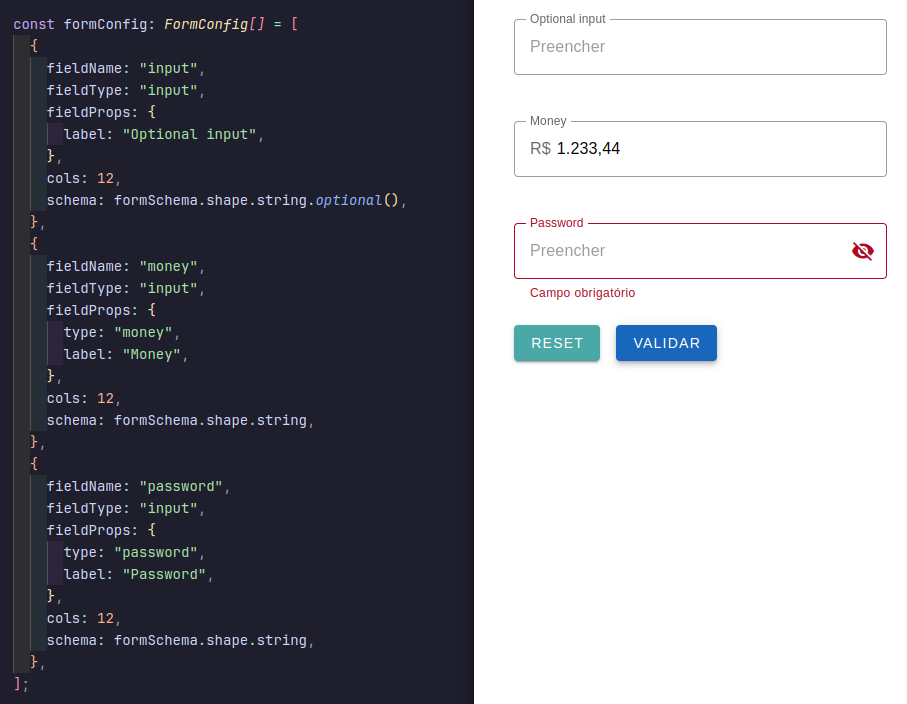 const formConfig: FormConfig[] = [
{
fieldName: "input",
fieldType: "input",
fieldProps: {
label: "Optional input",
},
cols: 12,
schema: formSchema.shape.string.optional(),
},
{
fieldName: "money",
fieldType: "input",
fieldProps: {
type: "money",
label: "Money",
},
cols: 12,
schema: formSchema.shape.string,
},
{
fieldName: "password",
fieldType: "input",
fieldProps: {
type: "password",
label: "Password",
},
cols: 12,
schema: formSchema.shape.string,
},
];
Optional input
Preencher
Money
R$ 1.233,44
Password
Preencher
Campo obrigatório
RESET VALIDAR